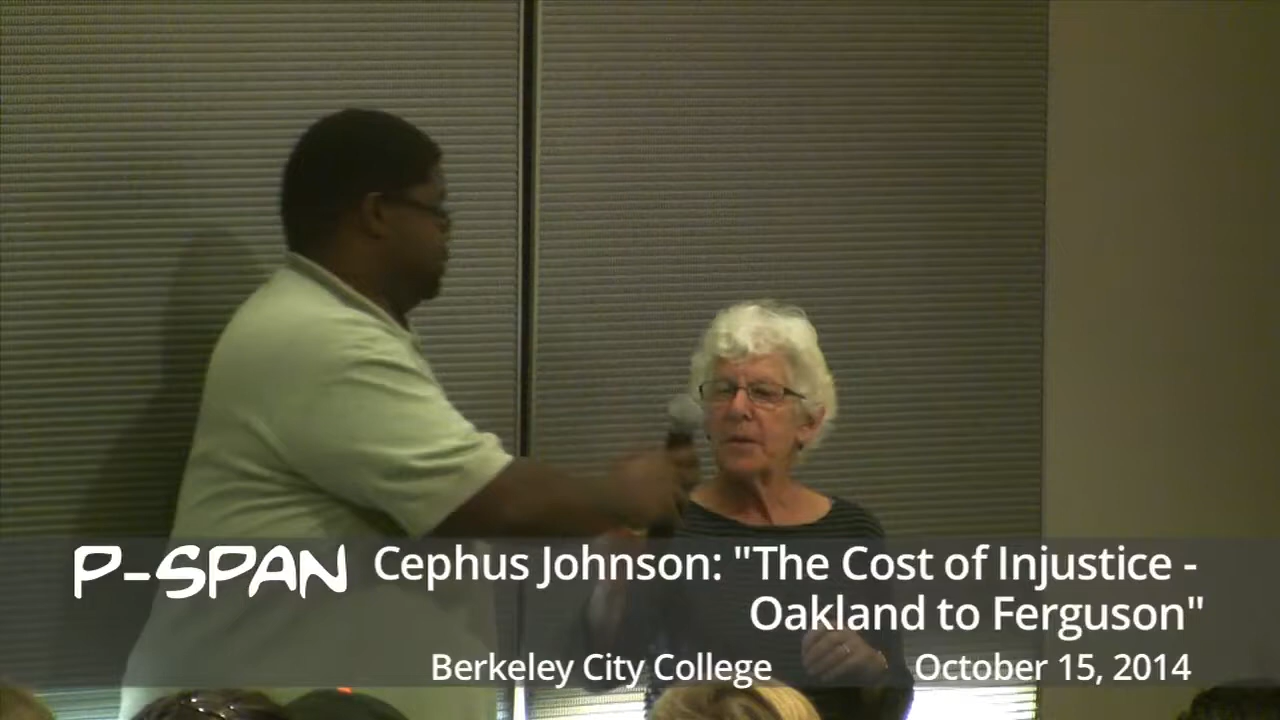 P-SPAN Cephus Johnson: "The Cost of Injustice -
Oakland to Ferguson"
Berkeley City College October 15, 2014